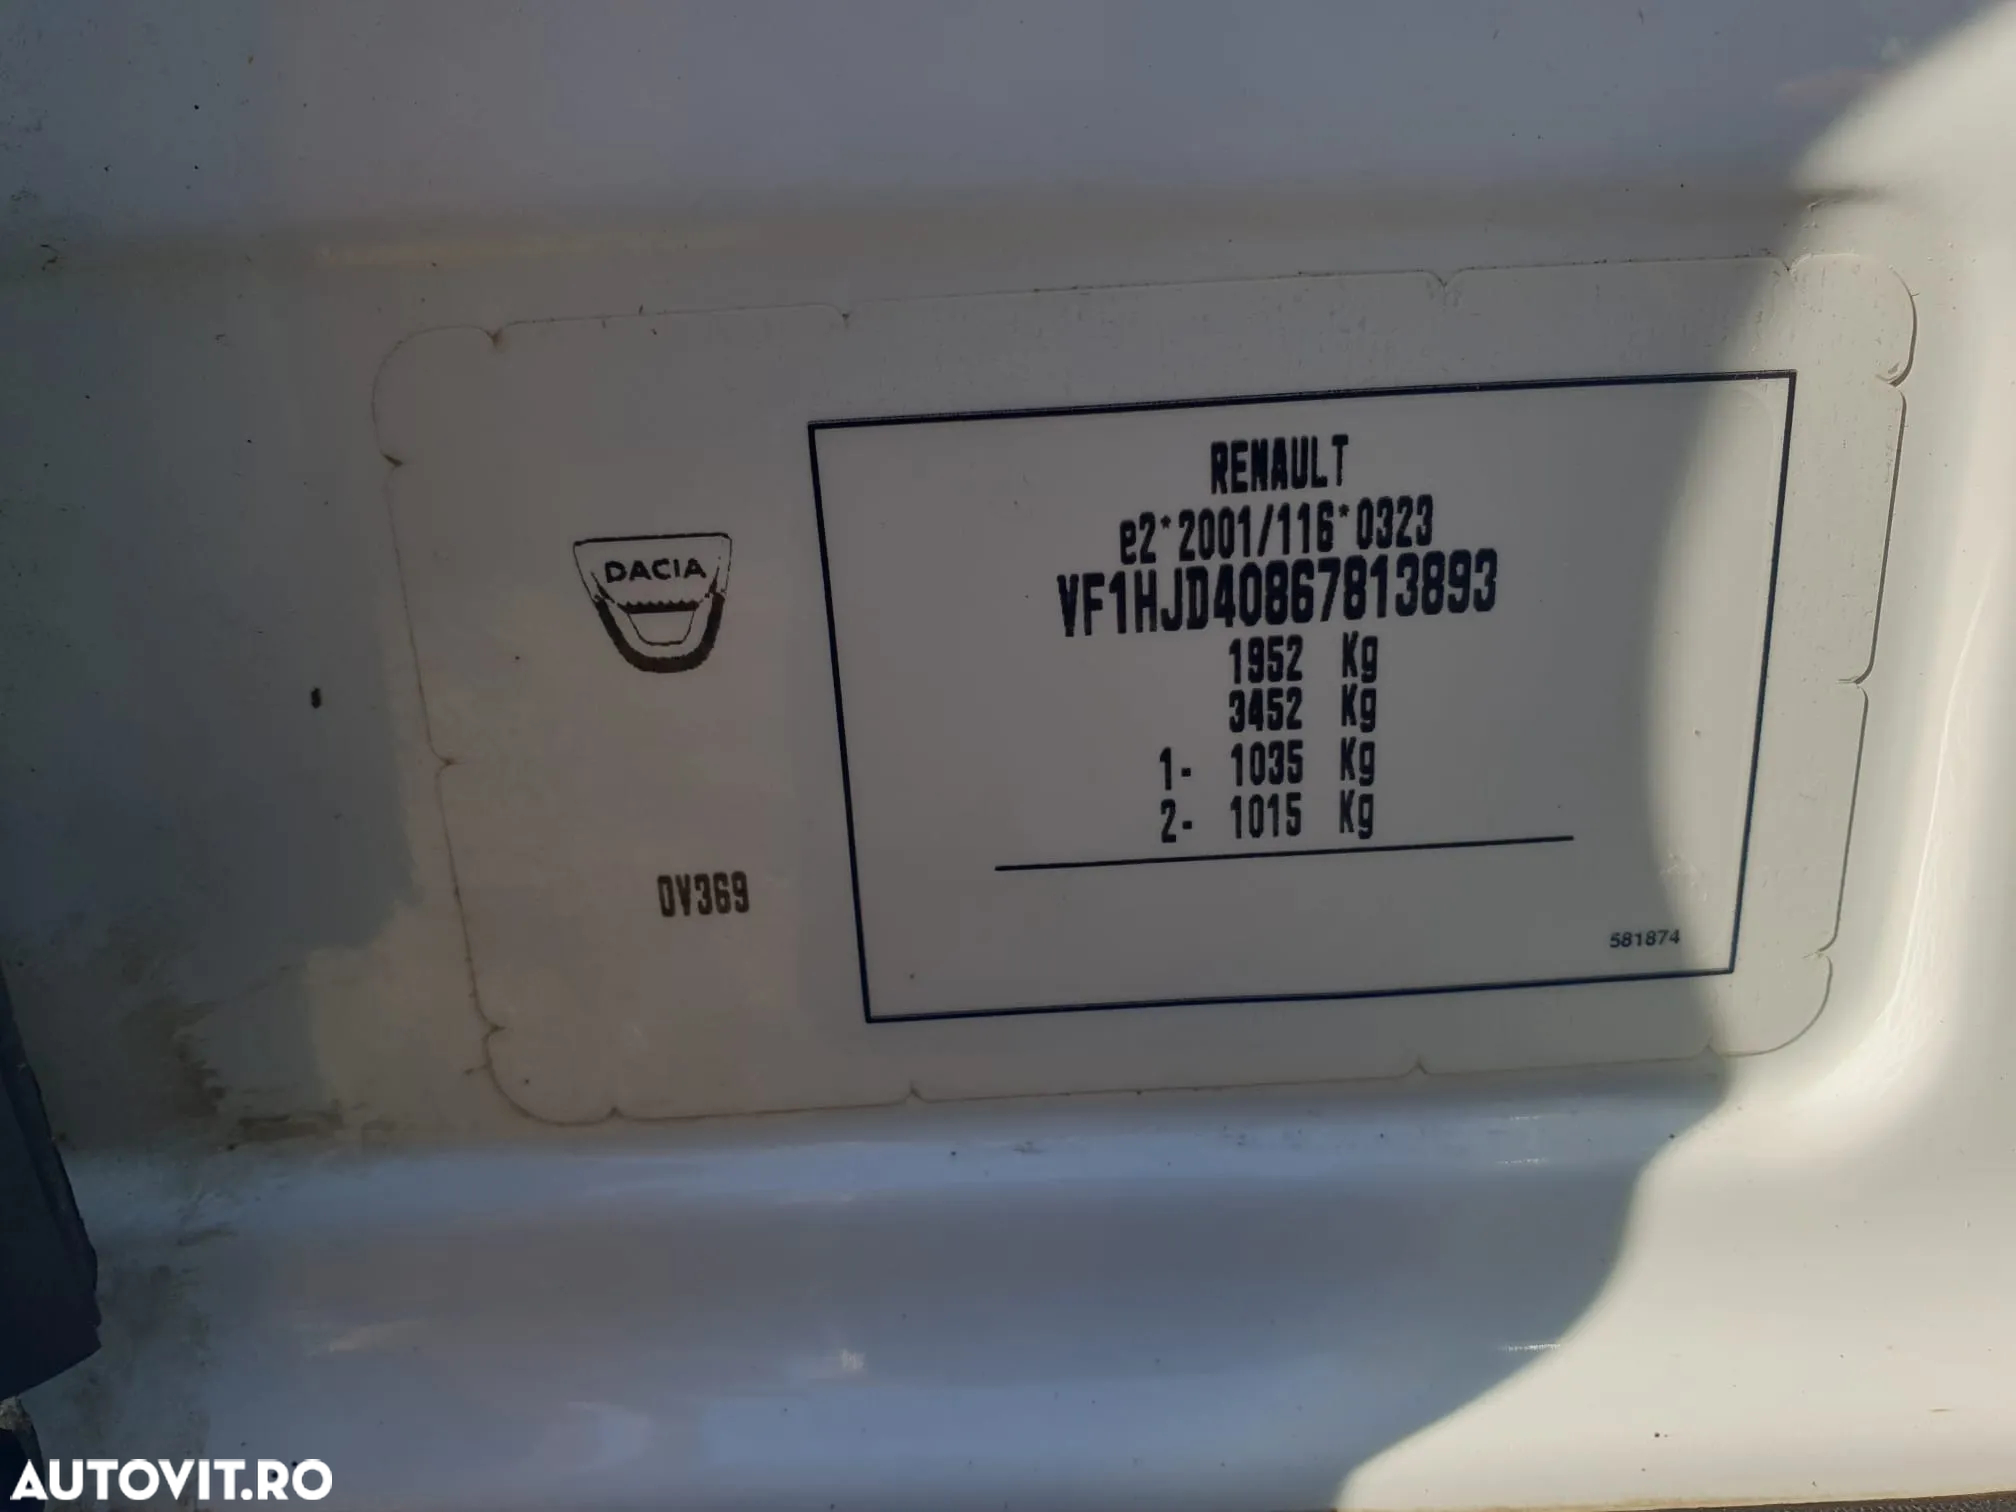 RENAULT
e2*2001/116*0323
VF1HJD40867813893
1952 Kg
3452 Kg
1- 1035 Kg
2- 1015 Kg
DACIA
0V369
581874
AUTOVIT.RO